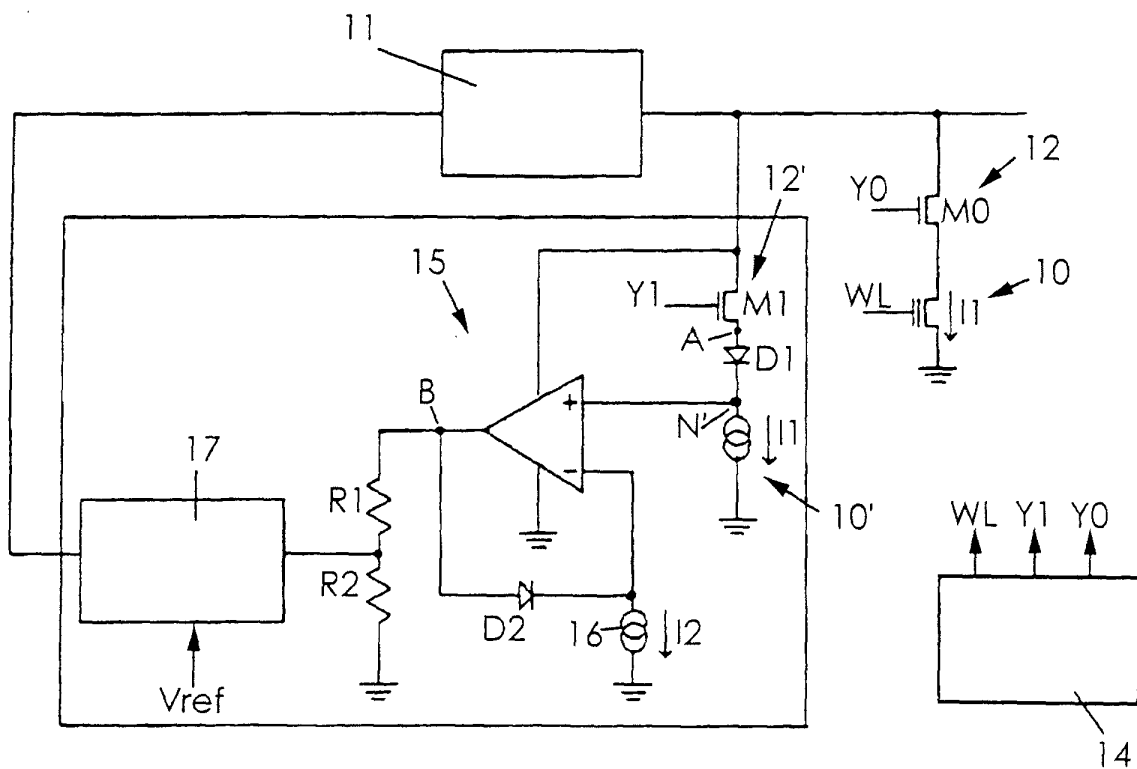 11
12
Y0
M0
12'
15
10
Y1
M1
WL
I1
A
D1
B
+
N'
I1
17
−
R1
10'
WL Y1 Y0
R2
D2
16
I2
Vref
14